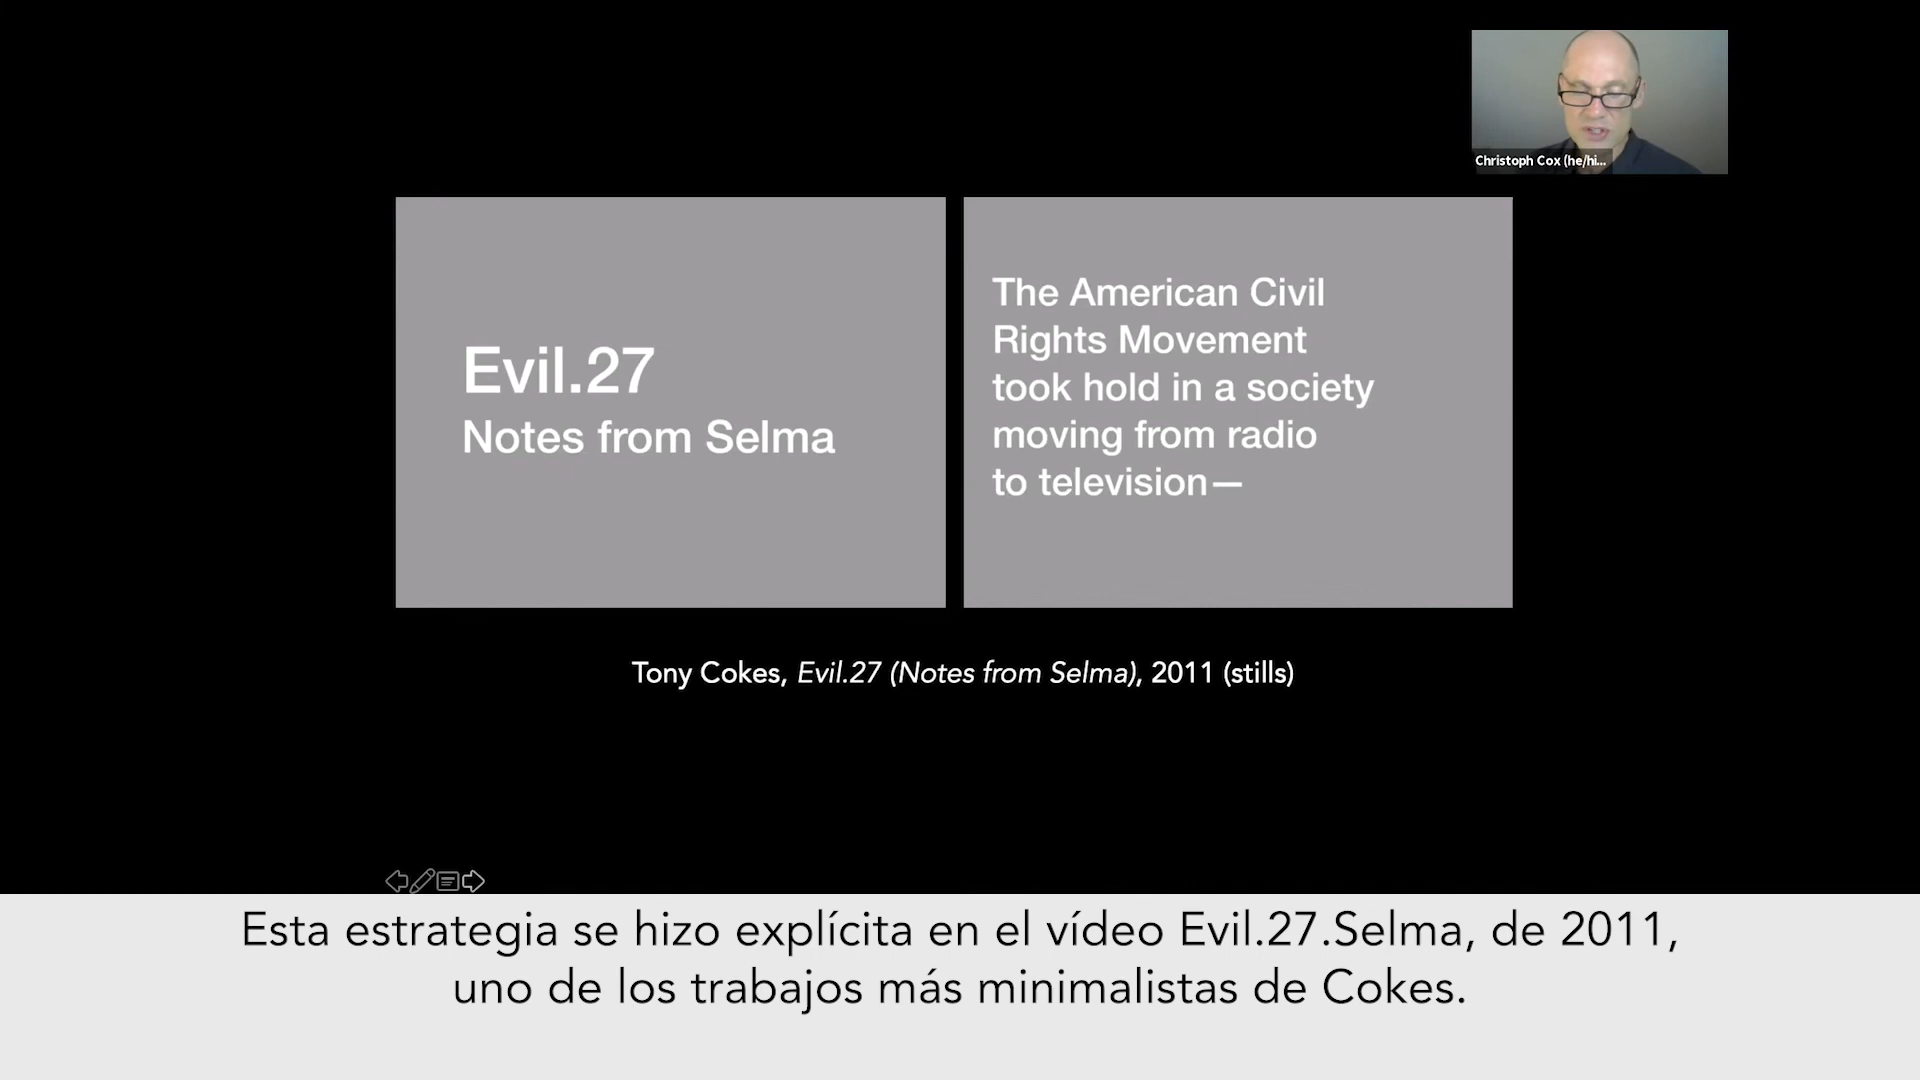 Christoph Cox (he/hi...
Evil.27
Notes from Selma
The American Civil
Rights Movement
took hold in a society
moving from radio
to television—
Tony Cokes, Evil.27 (Notes from Selma), 2011 (stills)
Esta estrategia se hizo explícita en el vídeo Evil.27.Selma, de 2011,
uno de los trabajos más minimalistas de Cokes.